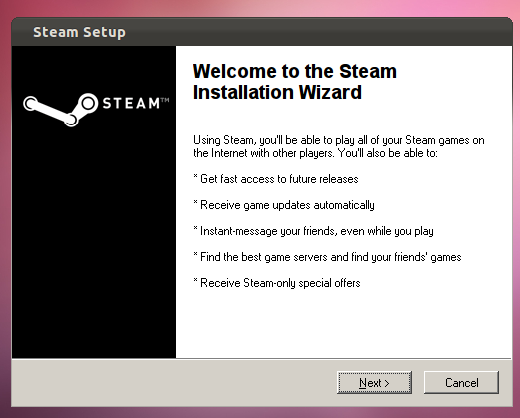 Steam Setup
STEAM™
Welcome to the Steam
Installation Wizard
Using Steam, you'll be able to play all of your Steam games on
the Internet with other players. You'll also be able to:
* Get fast access to future releases
* Receive game updates automatically
* Instant-message your friends, even while you play
* Find the best game servers and find your friends' games
* Receive Steam-only special offers
Next >
Cancel